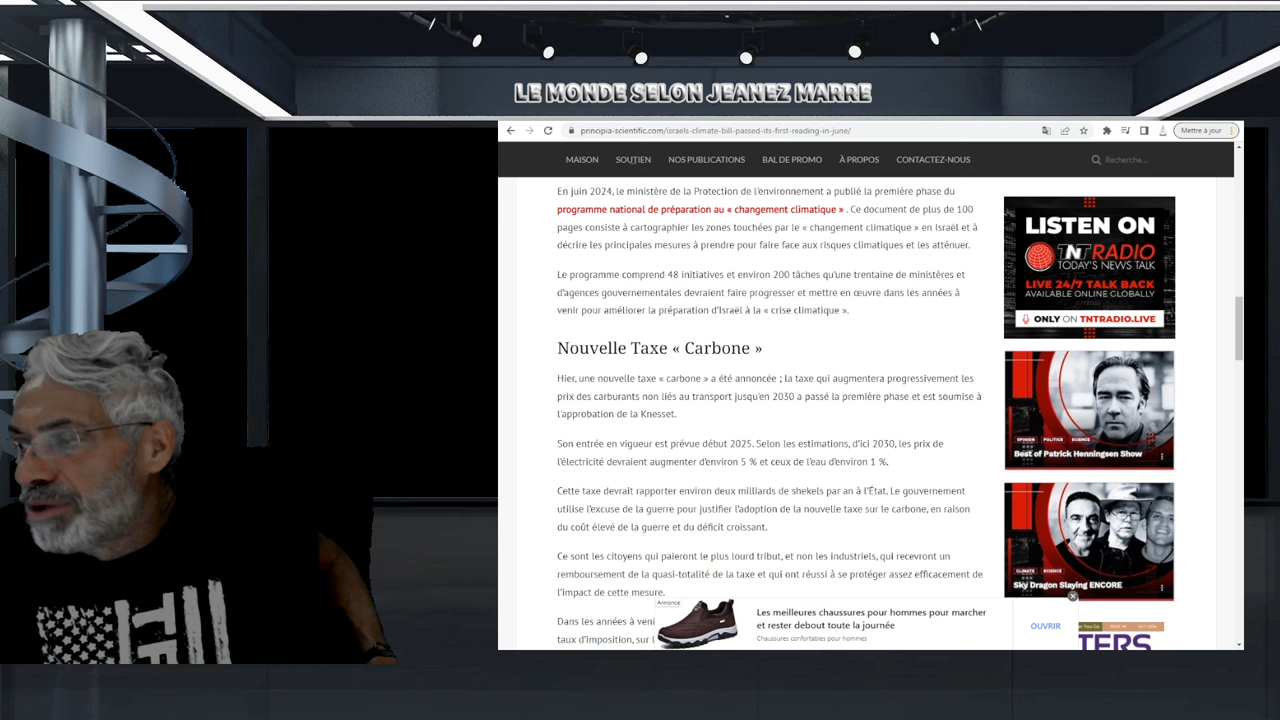 LE MONDE SELON JEANEZ MARRE
principia-scientific.com/israels-climate-bill-passed-its-first-reading-in-june/
Mettre à jour
MAISON SOUTIEN NOS PUBLICATIONS BAL DE PROMO À PROPOS CONTACTEZ-NOUS
Recherche...
En juin 2024, le ministère de la Protection de l'environnement a publié la première phase du
programme national de préparation au « changement climatique » . Ce document de plus de 100
pages consiste à cartographier les zones touchées par le « changement climatique » en Israël et à
décrire les principales mesures à prendre pour faire face aux risques climatiques et les atténuer.
Le programme comprend 48 initiatives et environ 200 tâches qu'une trentaine de ministères et
d'agences gouvernementales devraient faire progresser et mettre en œuvre dans les années à
venir pour améliorer la préparation d'Israël à la « crise climatique ».
Nouvelle Taxe « Carbone »
Hier, une nouvelle taxe « carbone » a été annoncée ; la taxe qui augmentera progressivement les
prix des carburants non liés au transport jusqu'en 2030 a passé la première phase et est soumise à
l'approbation de la Knesset.
Son entrée en vigueur est prévue début 2025. Selon les estimations, d'ici 2030, les prix de
l'électricité devraient augmenter d'environ 5 % et ceux de l'eau d'environ 1 %.
Cette taxe devrait rapporter environ deux milliards de shekels par an à l'État. Le gouvernement
utilise l'excuse de la guerre pour justifier l'adoption de la nouvelle taxe sur le carbone, en raison
du coût élevé de la guerre et du déficit croissant.
Ce sont les citoyens qui paieront le plus lourd tribut, et non les industriels, qui recevront un
remboursement de la quasi-totalité de la taxe et qui ont réussi à se protéger assez efficacement de
l'impact de cette mesure.
Dans les années à veni
taux d'imposition, sur l
LISTEN ON
TNT RADIO
TODAY'S NEWS TALK
LIVE 24/7 TALK BACK
AVAILABLE ONLINE GLOBALLY
ONLY ON TNTRADIO.LIVE
OPINION POLITICS SCIENCE
Best of Patrick Henningsen Show
CLIMATE SCIENCE
Sky Dragon Slaying ENCORE
Annonce
Les meilleures chaussures pour hommes pour marcher
et rester debout toute la journée
Chaussures confortables pour hommes
OUVRIR
TERS